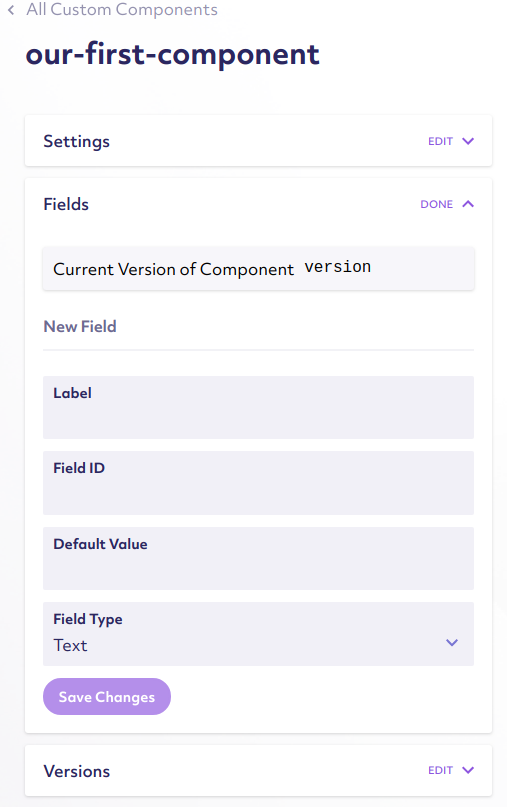 All Custom Components
our-first-component
Settings EDIT
Fields DONE
Current Version of Component version
New Field
Label
Field ID
Default Value
Field Type
Text
Save Changes
Versions EDIT